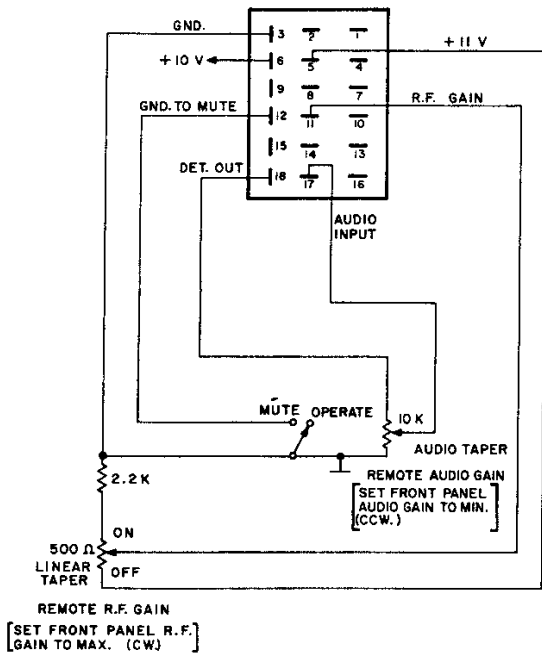 GND.
3 2 1
+ 11 V
+ 10 V
6 5 4
9 8 7
R.F. GAIN
GND. TO MUTE
12 11 10
15 14 13
DET. OUT
18 17 16
AUDIO
INPUT
MUTE OPERATE
10 K
AUDIO TAPER
2.2 K
REMOTE AUDIO GAIN
[SET FRONT PANEL
AUDIO GAIN TO MIN.
(CCW.)]
ON
500 Ω
LINEAR
TAPER
OFF
REMOTE R.F. GAIN
[SET FRONT PANEL R.F.
GAIN TO MAX. (CW.)]